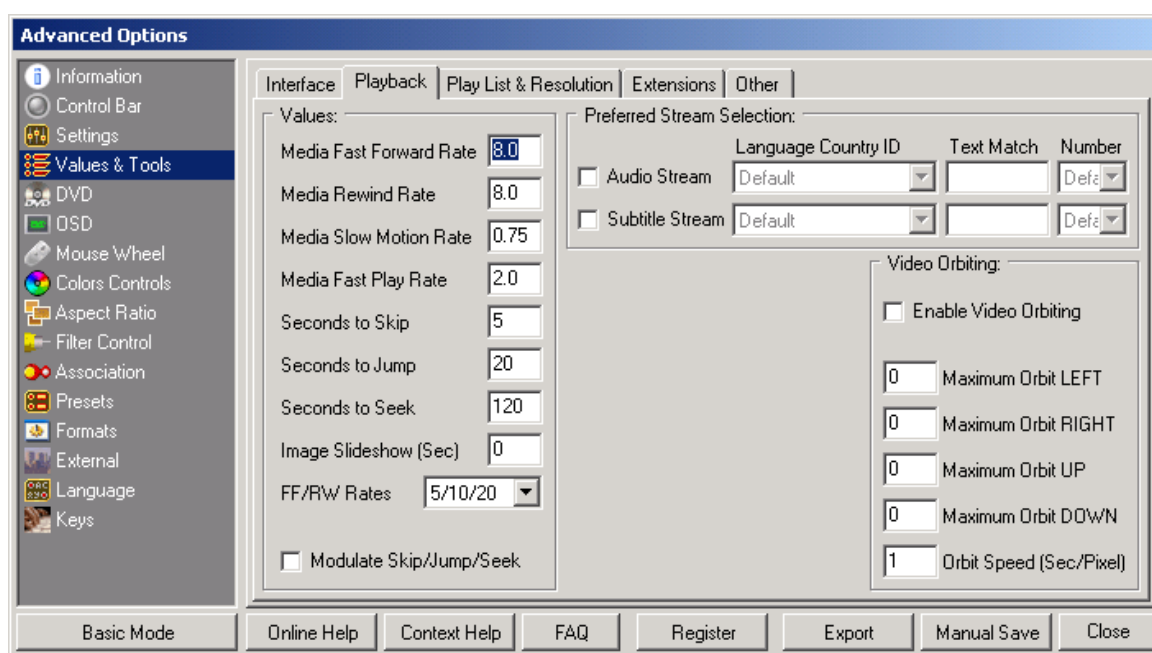 Advanced Options
Information
Control Bar
Settings
Values & Tools
DVD
OSD
Mouse Wheel
Colors Controls
Aspect Ratio
Filter Control
Association
Presets
Formats
External
Language
Keys
Interface Playback Play List & Resolution Extensions Other
Values:
Media Fast Forward Rate 8.0
Media Rewind Rate 8.0
Media Slow Motion Rate 0.75
Media Fast Play Rate 2.0
Seconds to Skip 5
Seconds to Jump 20
Seconds to Seek 120
Image Slideshow (Sec) 0
FF/RW Rates 5/10/20
Modulate Skip/Jump/Seek
Preferred Stream Selection:
Language Country ID Text Match Number
Audio Stream Default Defa
Subtitle Stream Default Defa
Video Orbiting:
Enable Video Orbiting
0 Maximum Orbit LEFT
0 Maximum Orbit RIGHT
0 Maximum Orbit UP
0 Maximum Orbit DOWN
1 Orbit Speed (Sec/Pixel)
Basic Mode Online Help Context Help FAQ Register Export Manual Save Close